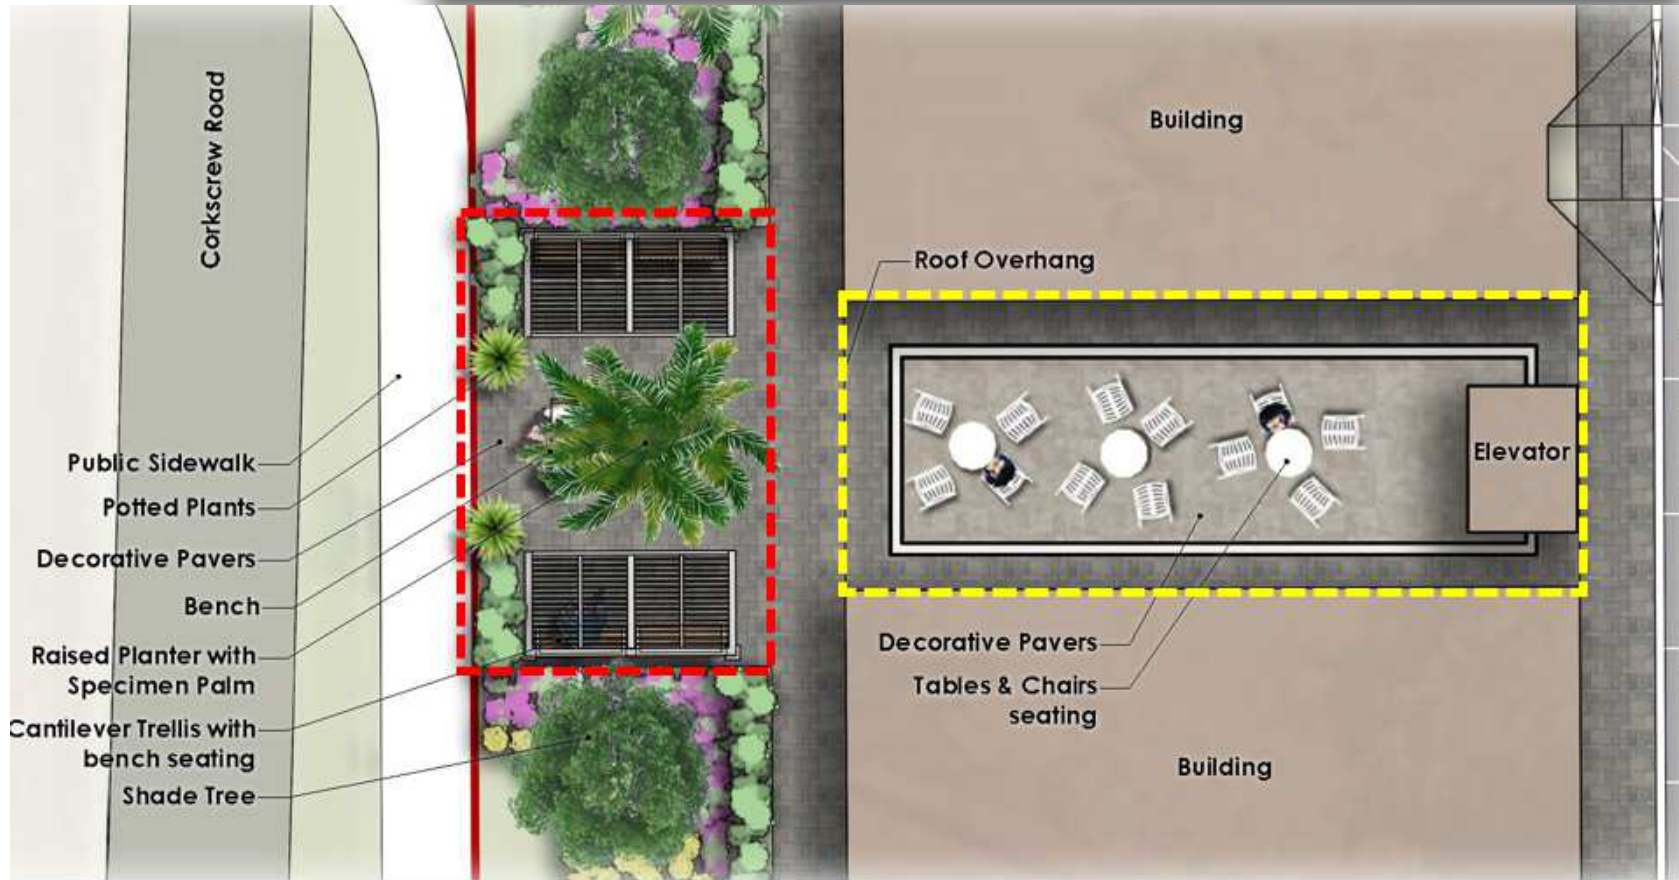 Corkscrew Road
Building
Roof Overhang
Public Sidewalk
Potted Plants
Decorative Pavers
Bench
Raised Planter with
Specimen Palm
Cantilever Trellis with
bench seating
Shade Tree
Elevator
Decorative Pavers
Tables & Chairs
seating
Building